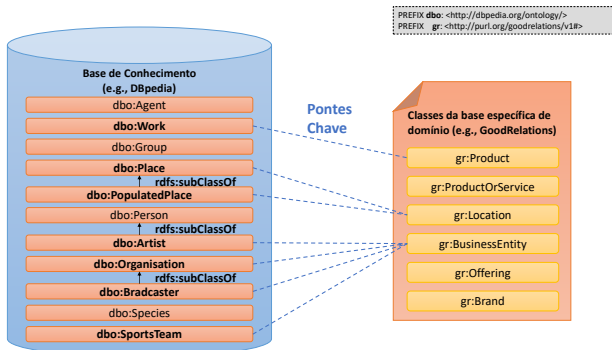 PREFIX dbo: <http://dbpedia.org/ontology/>
PREFIX gr: <http://purl.org/goodrelations/v1#>
Base de Conhecimento
(e.g., DBpedia)
dbo:Agent
dbo:Work
dbo:Group
dbo:Place
rdfs:subClassOf
dbo:PopulatedPlace
dbo:Person
rdfs:subClassOf
dbo:Artist
dbo:Organisation
rdfs:subClassOf
dbo:Bradcaster
dbo:Species
dbo:SportsTeam
Pontes
Chave
Classes da base específica de
domínio (e.g., GoodRelations)
gr:Product
gr:ProductOrService
gr:Location
gr:BusinessEntity
gr:Offering
gr:Brand